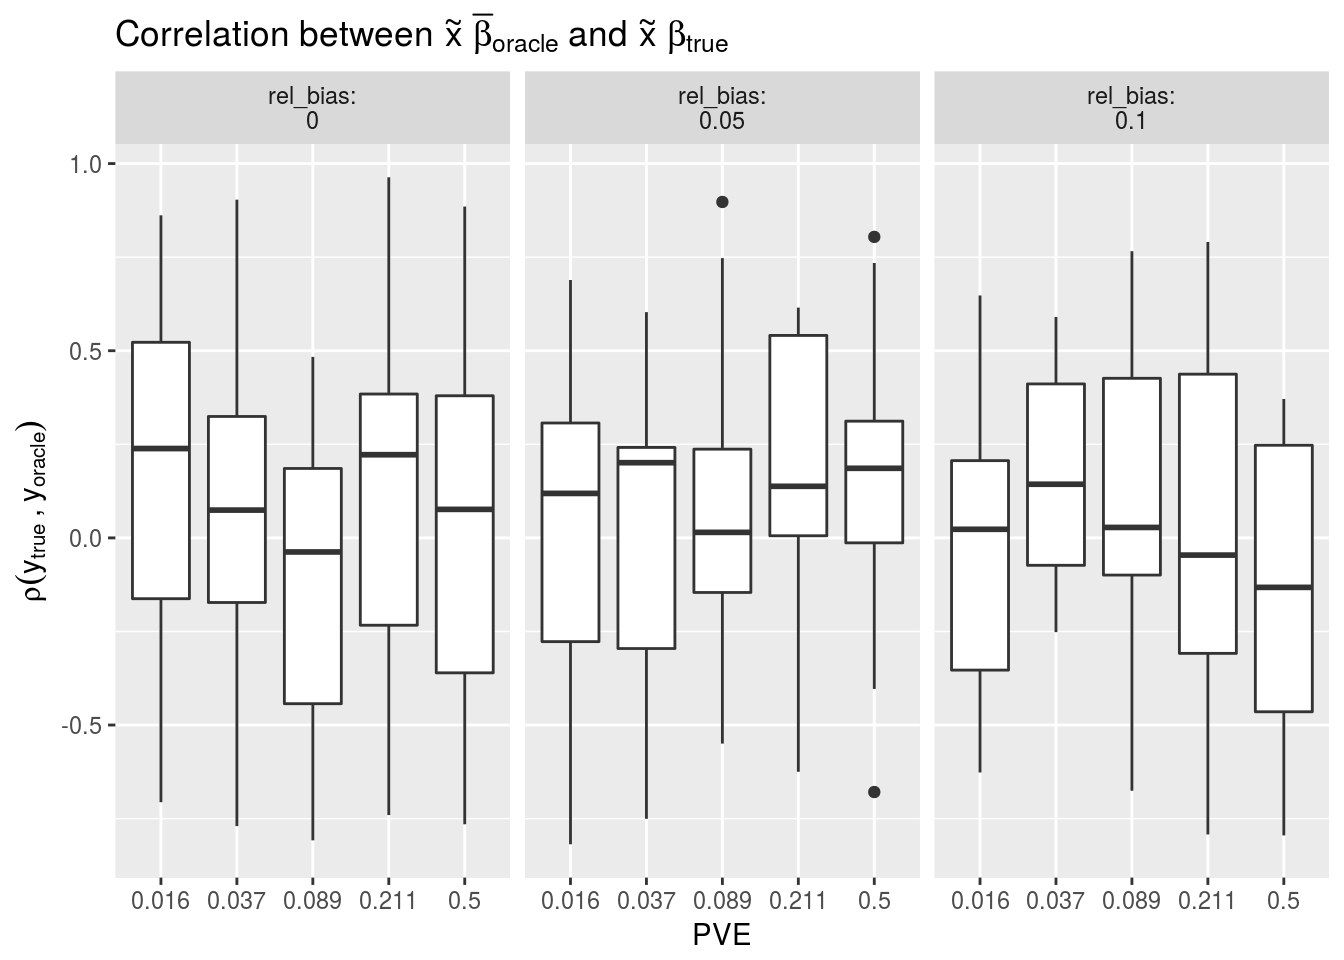 Correlation between x̃ β̅oracle and x̃ βtrue
rel_bias:
0
rel_bias:
0.05
rel_bias:
0.1
1.0
0.5
0.0
-0.5
ρ(ytrue , yoracle)
0.016 0.037 0.089 0.211 0.5
0.016 0.037 0.089 0.211 0.5
0.016 0.037 0.089 0.211 0.5
PVE